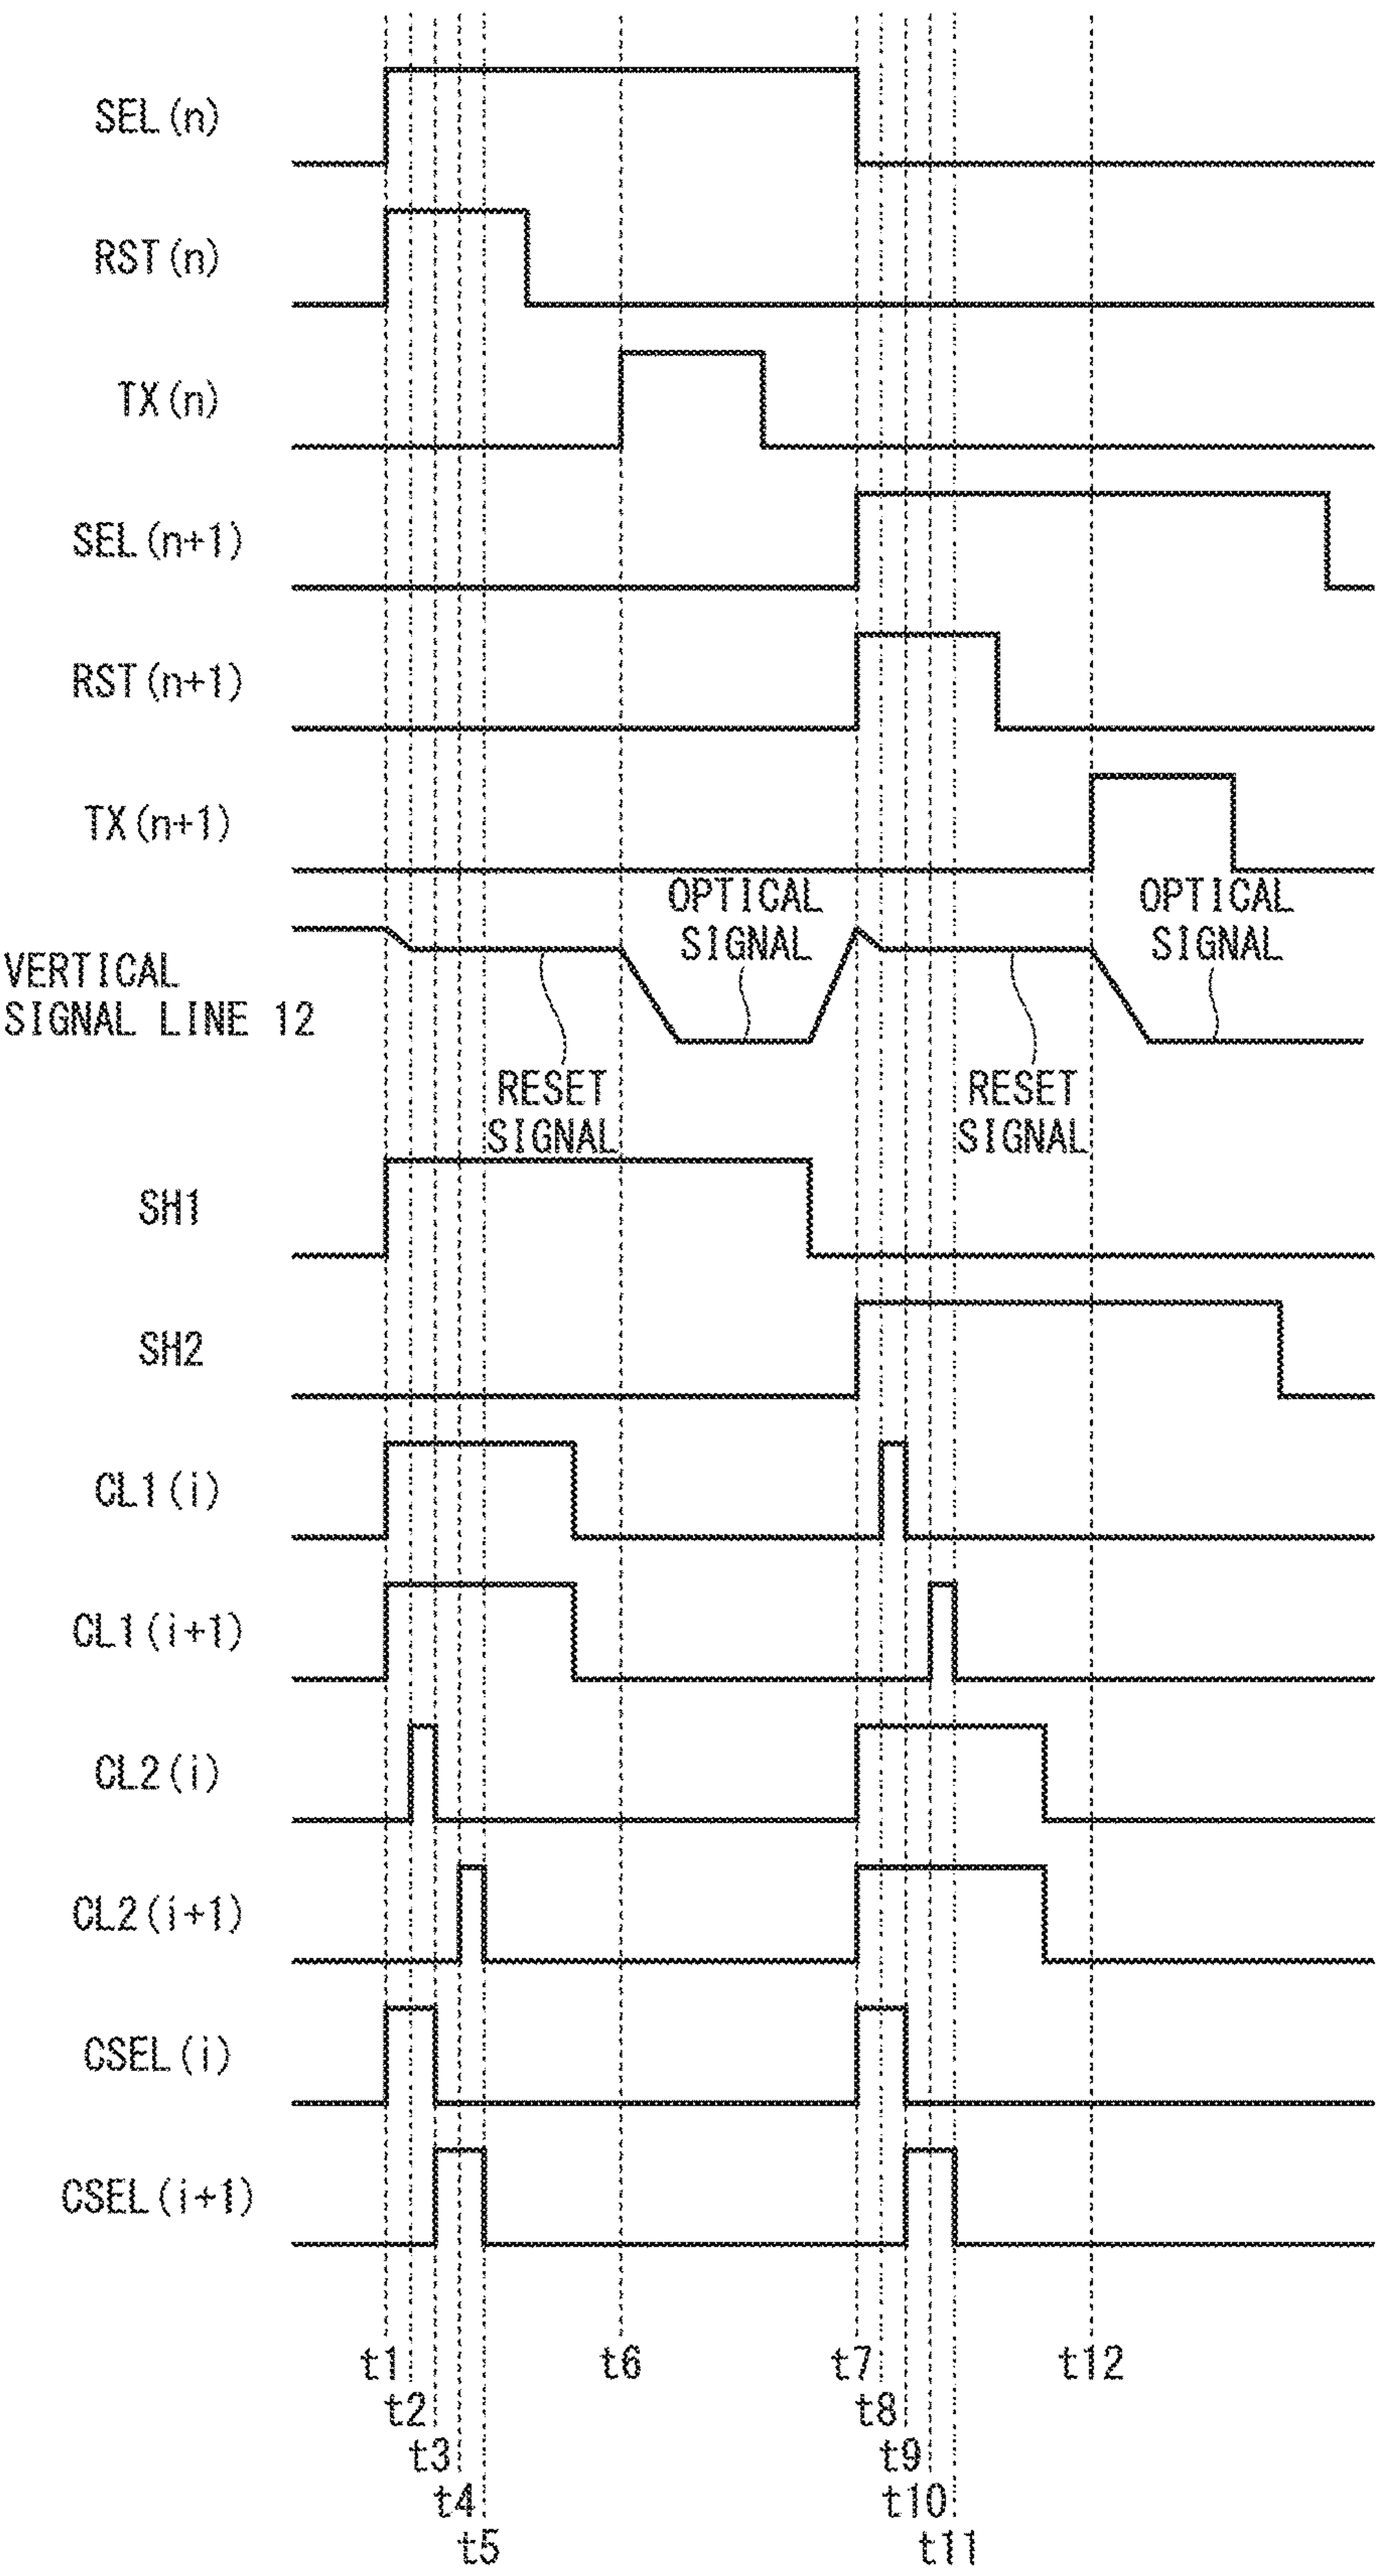 SEL(n)
RST(n)
TX(n)
SEL(n+1)
RST(n+1)
TX(n+1)
OPTICAL
SIGNAL
OPTICAL
SIGNAL
VERTICAL
SIGNAL LINE 12
RESET
SIGNAL
RESET
SIGNAL
SH1
SH2
CL1(i)
CL1(i+1)
CL2(i)
CL2(i+1)
CSEL(i)
CSEL(i+1)
t1
t6
t7
t12
t2
t8
t3
t9
t4
t10
t5
t11